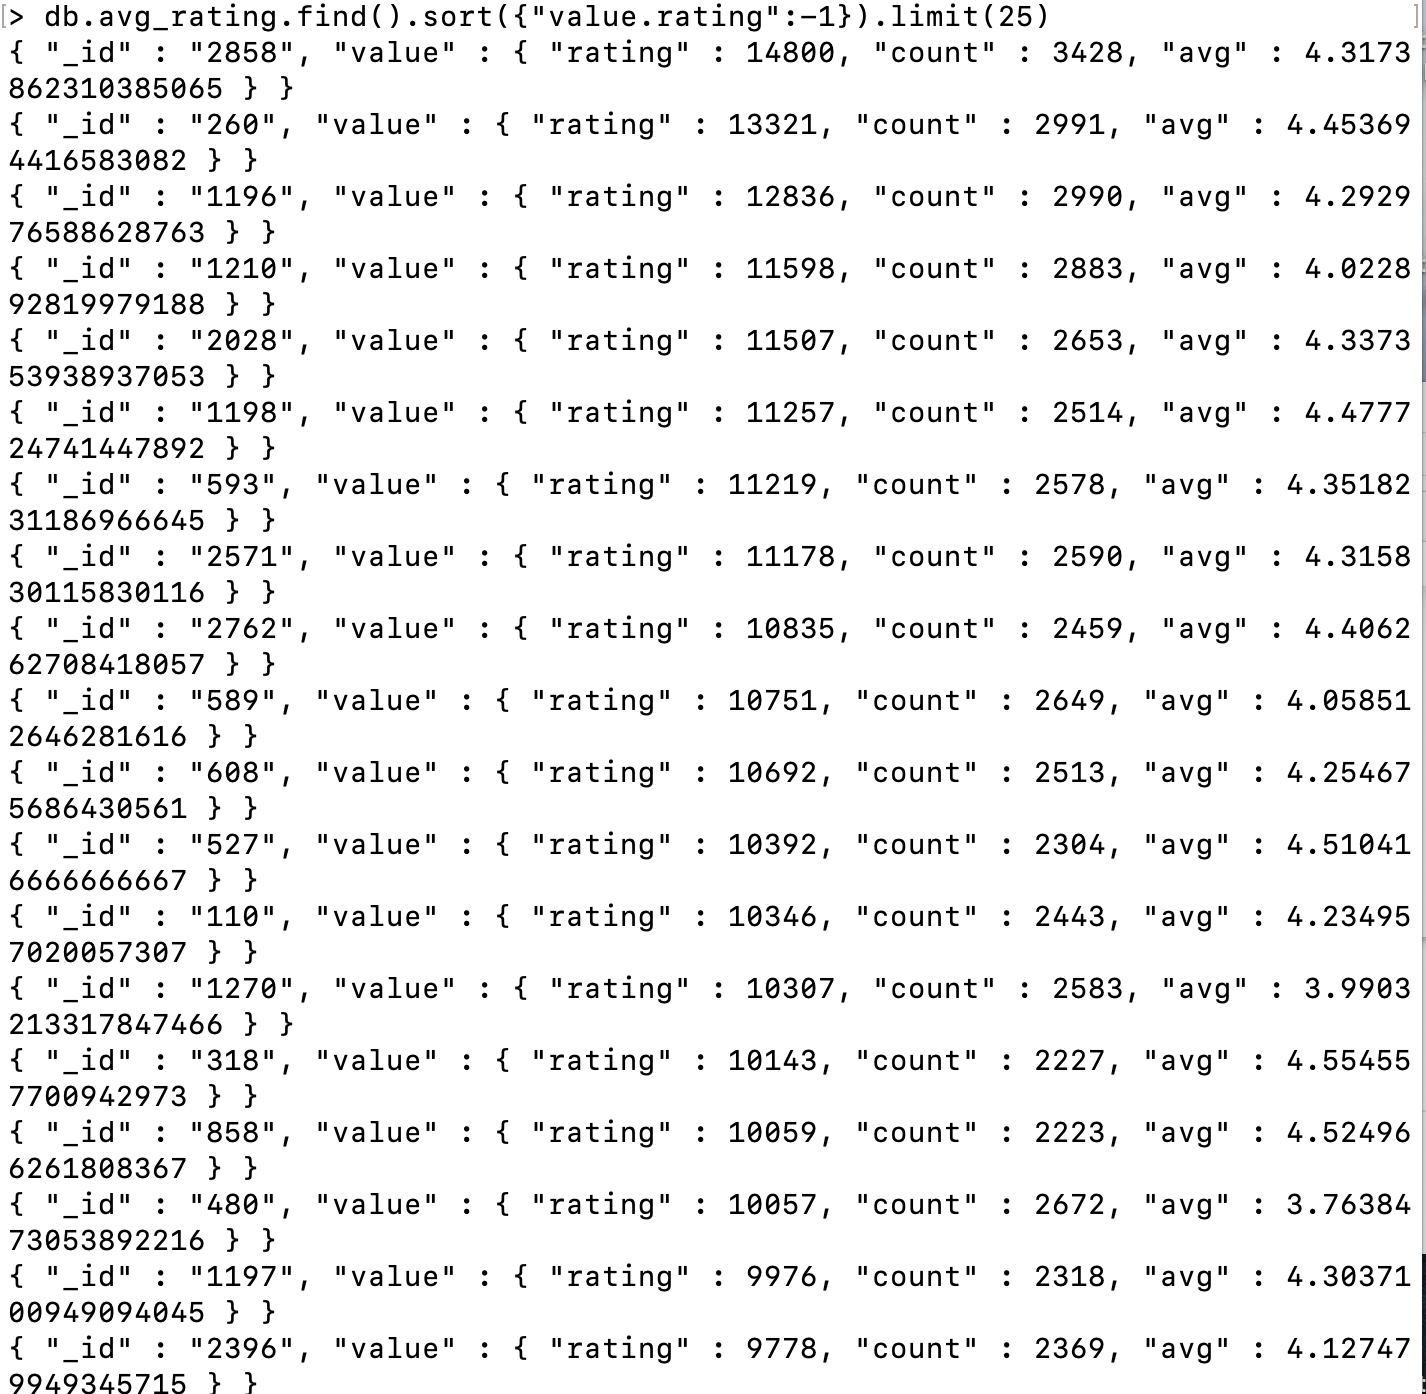 [> db.avg_rating.find().sort({"value.rating":-1}).limit(25)]
{ "_id" : "2858", "value" : { "rating" : 14800, "count" : 3428, "avg" : 4.3173
862310385065 } }
{ "_id" : "260", "value" : { "rating" : 13321, "count" : 2991, "avg" : 4.45369
4416583082 } }
{ "_id" : "1196", "value" : { "rating" : 12836, "count" : 2990, "avg" : 4.2929
76588628763 } }
{ "_id" : "1210", "value" : { "rating" : 11598, "count" : 2883, "avg" : 4.0228
92819979188 } }
{ "_id" : "2028", "value" : { "rating" : 11507, "count" : 2653, "avg" : 4.3373
53938937053 } }
{ "_id" : "1198", "value" : { "rating" : 11257, "count" : 2514, "avg" : 4.4777
24741447892 } }
{ "_id" : "593", "value" : { "rating" : 11219, "count" : 2578, "avg" : 4.35182
31186966645 } }
{ "_id" : "2571", "value" : { "rating" : 11178, "count" : 2590, "avg" : 4.3158
30115830116 } }
{ "_id" : "2762", "value" : { "rating" : 10835, "count" : 2459, "avg" : 4.4062
62708418057 } }
{ "_id" : "589", "value" : { "rating" : 10751, "count" : 2649, "avg" : 4.05851
2646281616 } }
{ "_id" : "608", "value" : { "rating" : 10692, "count" : 2513, "avg" : 4.25467
5686430561 } }
{ "_id" : "527", "value" : { "rating" : 10392, "count" : 2304, "avg" : 4.51041
6666666667 } }
{ "_id" : "110", "value" : { "rating" : 10346, "count" : 2443, "avg" : 4.23495
7020057307 } }
{ "_id" : "1270", "value" : { "rating" : 10307, "count" : 2583, "avg" : 3.9903
213317847466 } }
{ "_id" : "318", "value" : { "rating" : 10143, "count" : 2227, "avg" : 4.55455
7700942973 } }
{ "_id" : "858", "value" : { "rating" : 10059, "count" : 2223, "avg" : 4.52496
6261808367 } }
{ "_id" : "480", "value" : { "rating" : 10057, "count" : 2672, "avg" : 3.76384
73053892216 } }
{ "_id" : "1197", "value" : { "rating" : 9976, "count" : 2318, "avg" : 4.30371
00949094045 } }
{ "_id" : "2396", "value" : { "rating" : 9778, "count" : 2369, "avg" : 4.12747
9949345715 } }